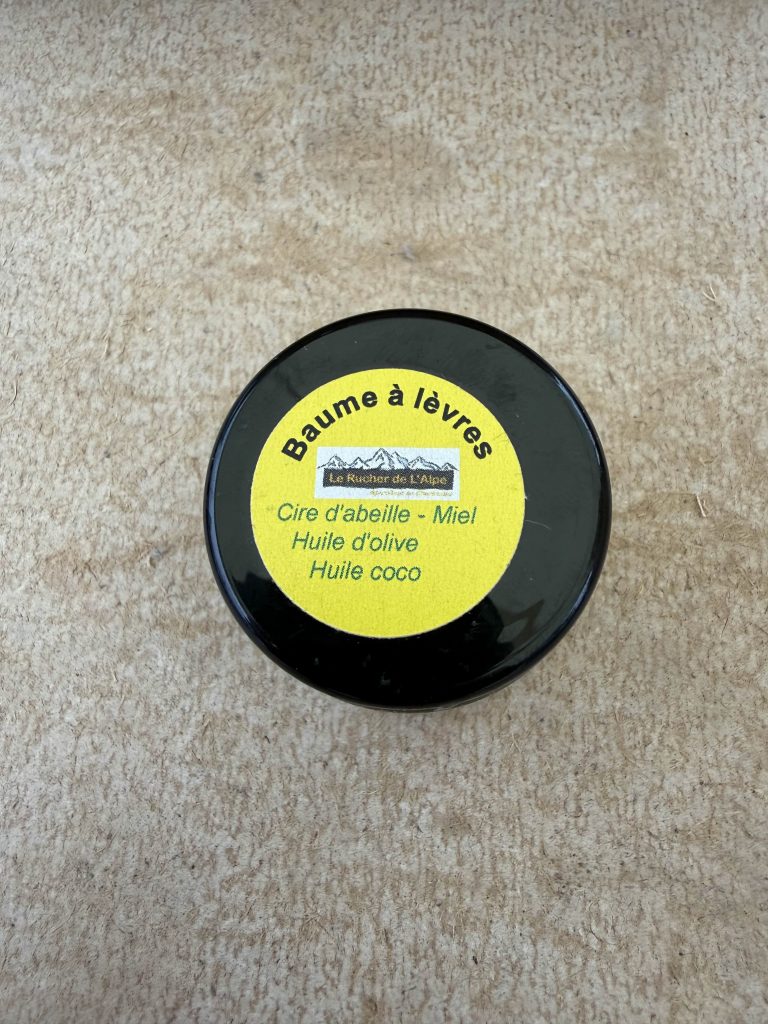 Baume à lèvres
Le Rucher de L'Alpe
Cire d'abeille - Miel
Huile d'olive
Huile coco